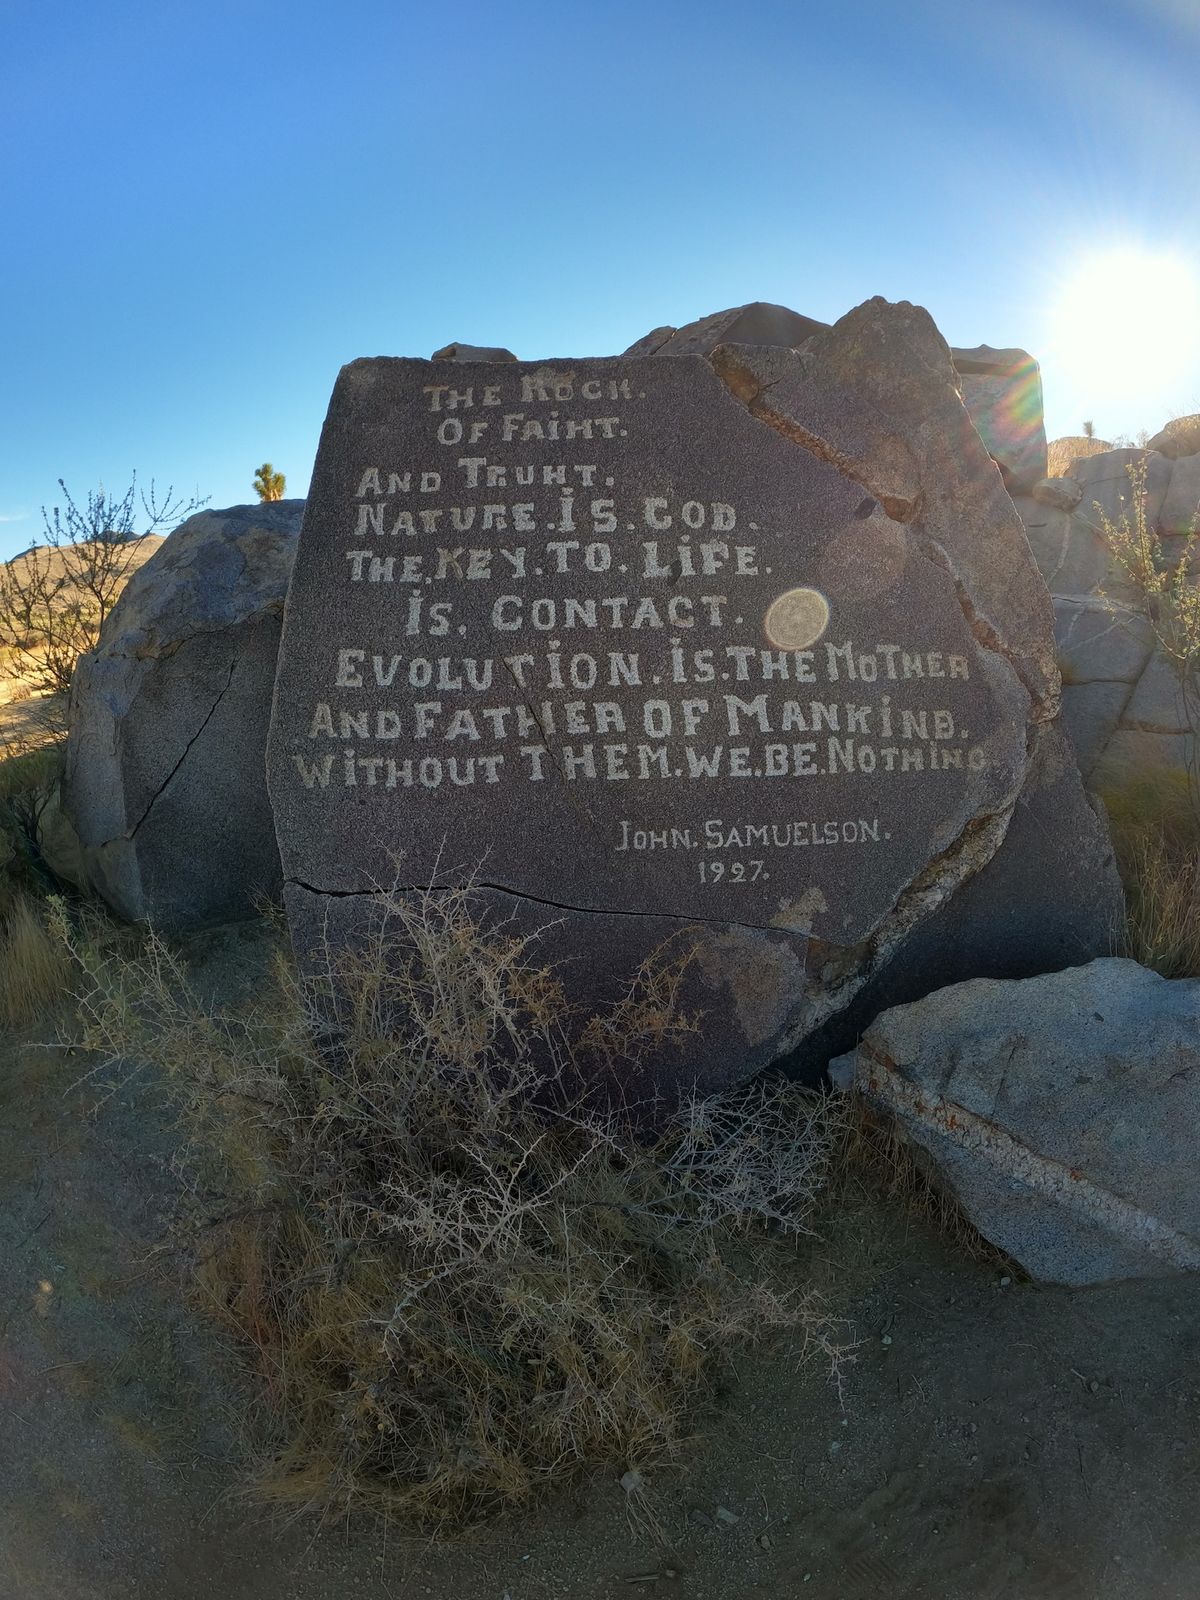 THE ROCK.
OF FAIHT.
AND TRUHT.
NATURE.IS.GOD.
THE.KEY.TO.LIFE.
IS. CONTACT.
EVOLUTION.IS.THE MOTHER
AND FATHER OF MANKIND.
WITHOUT THEM.WE.BE.NOTHING.
JOHN.SAMUELSON.
1927.